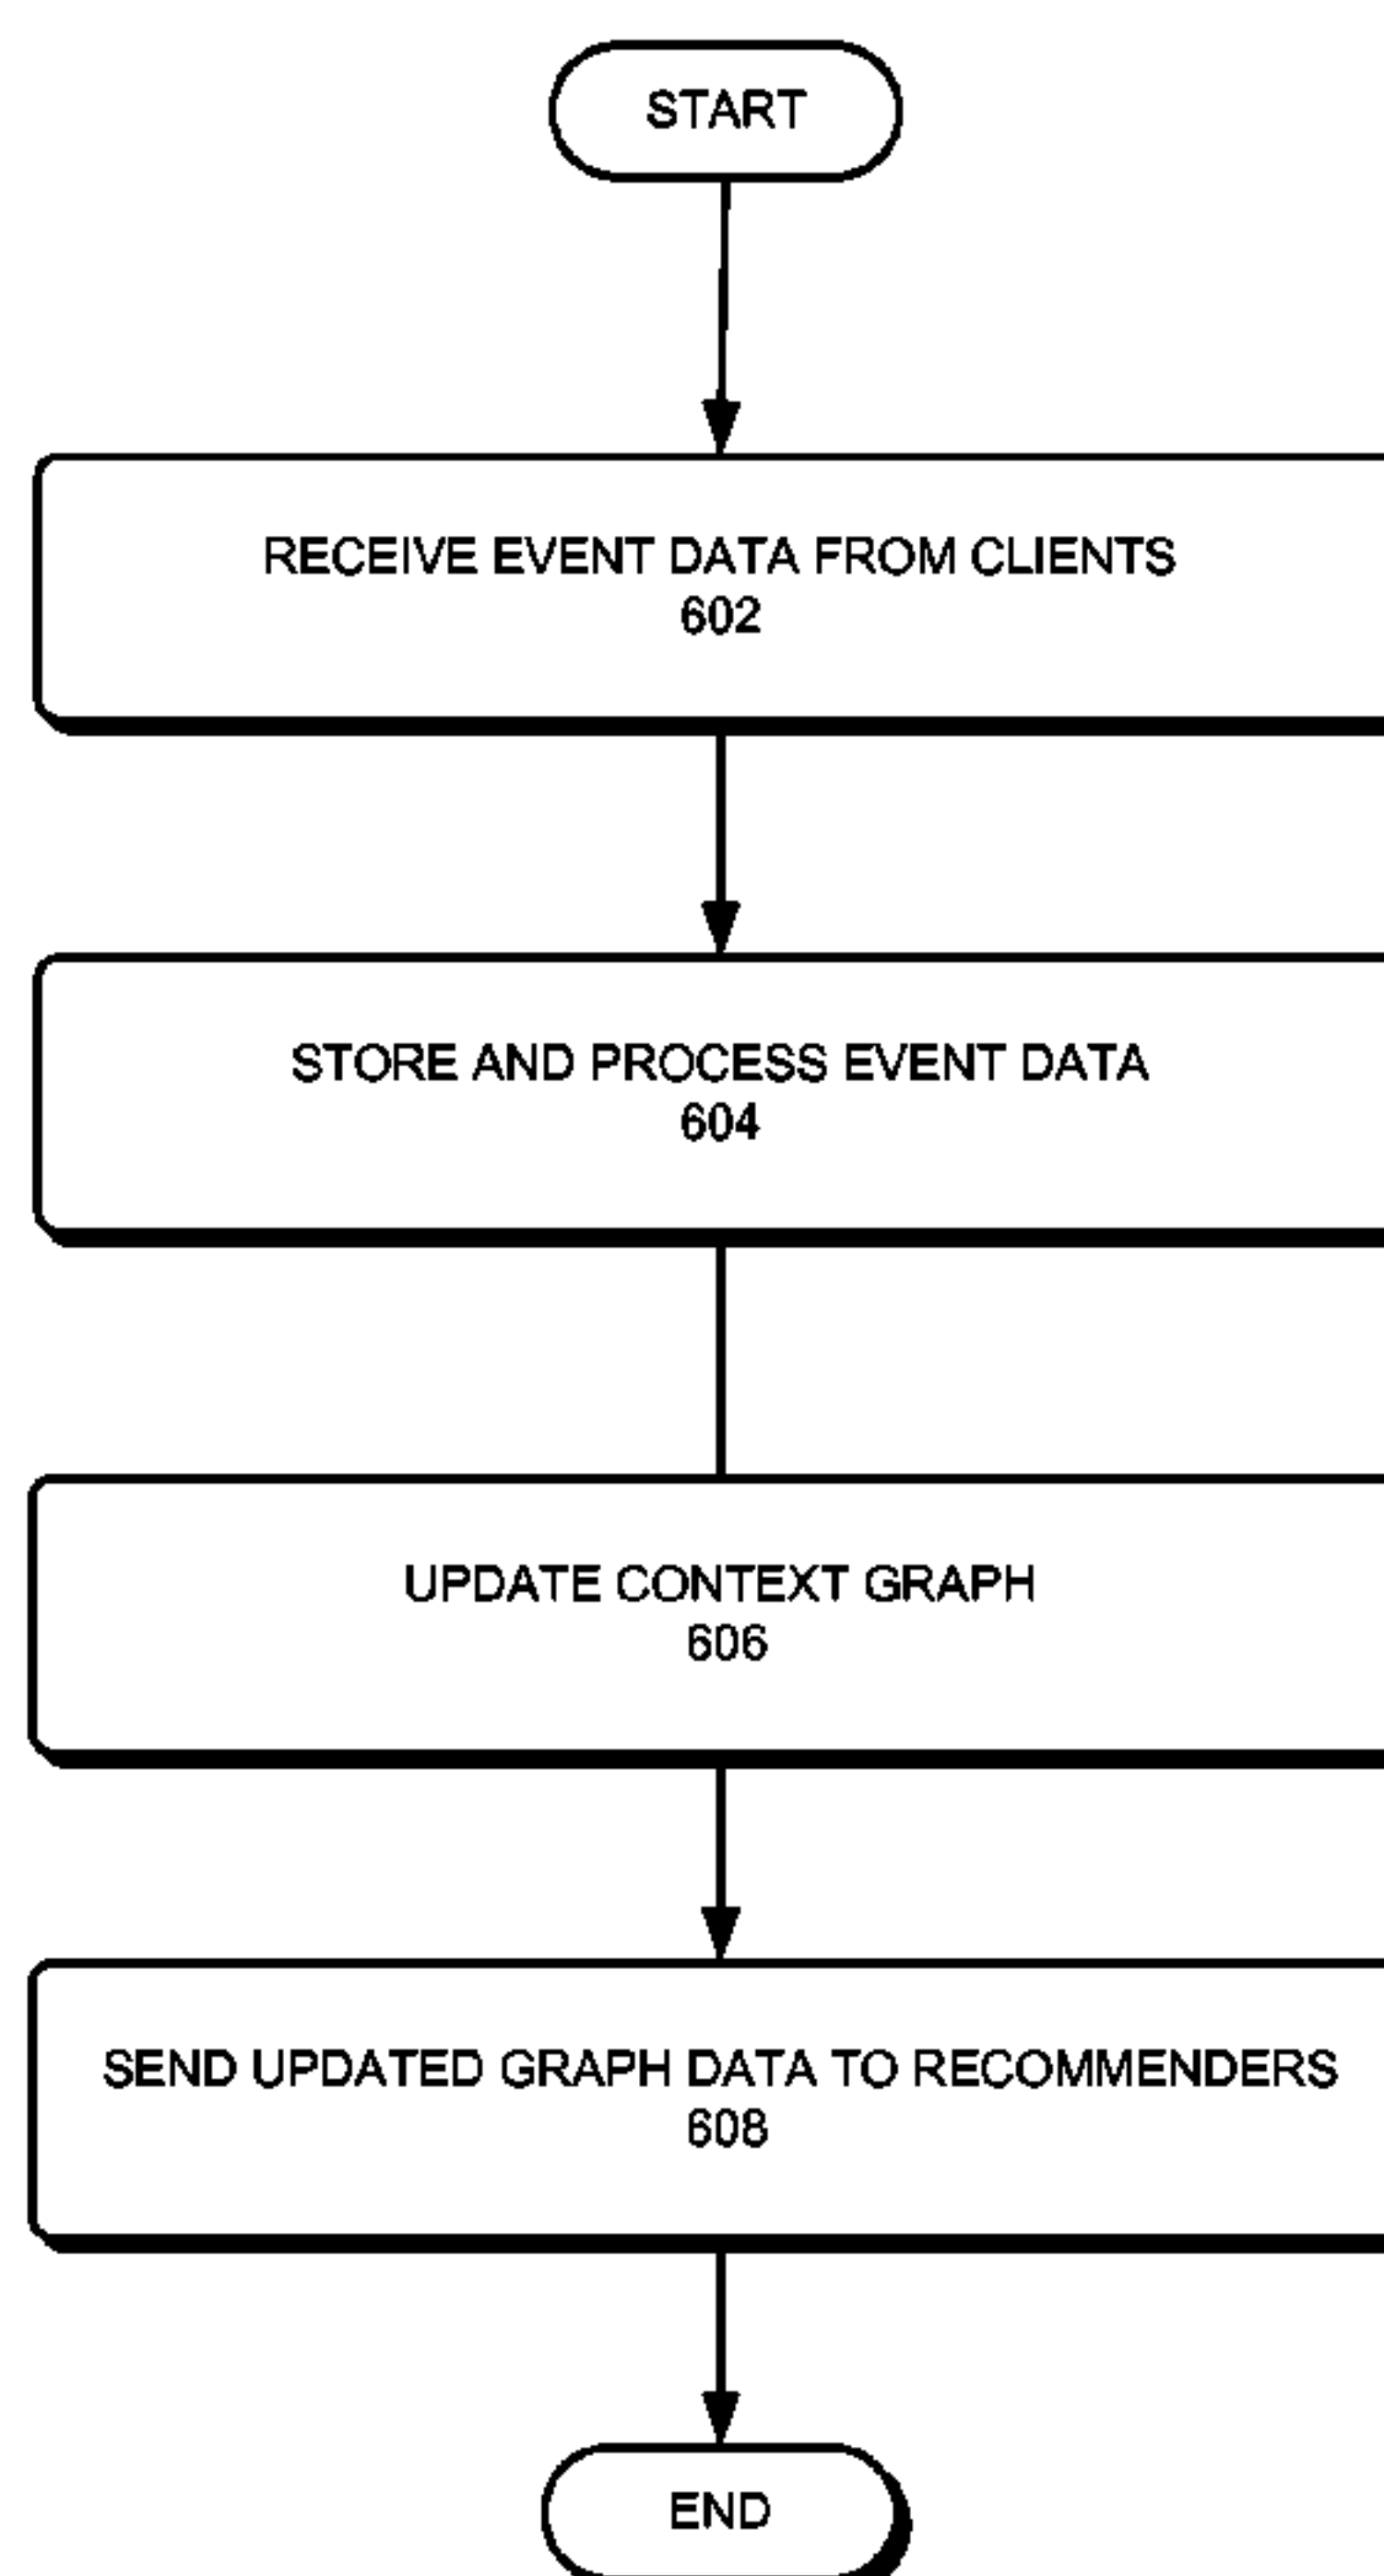 START
RECEIVE EVENT DATA FROM CLIENTS
602
STORE AND PROCESS EVENT DATA
604
UPDATE CONTEXT GRAPH
606
SEND UPDATED GRAPH DATA TO RECOMMENDERS
608
END